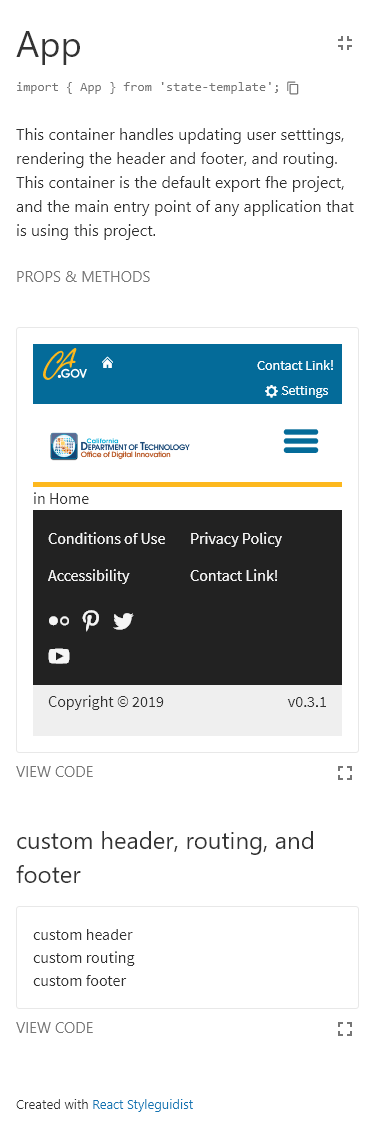 App
import { App } from 'state-template';
This container handles updating user setttings,
rendering the header and footer, and routing.
This container is the default export fhe project,
and the main entry point of any application that
is using this project.
PROPS & METHODS
CA
.GOV
Contact Link!
Settings
California
DEPARTMENT OF TECHNOLOGY
Office of Digital Innovation
in Home
Conditions of Use Privacy Policy
Accessibility Contact Link!
Copyright © 2019 v0.3.1
VIEW CODE
custom header, routing, and
footer
custom header
custom routing
custom footer
VIEW CODE
Created with React Styleguidist